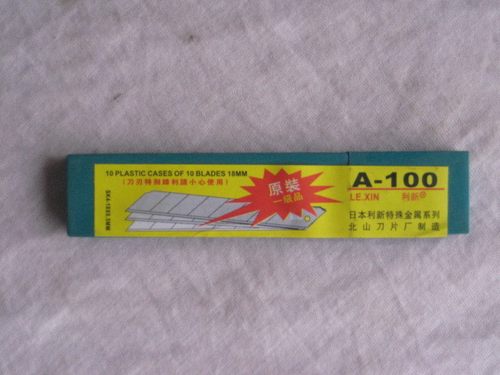 10 PLASTIC CASES OF 10 BLADES 18MM
(刀刃特别鋒利請小心使用)
原装
一级品
A-100
LE.XIN 利新®
日本利新特殊金属系列
北山刀片厂制造